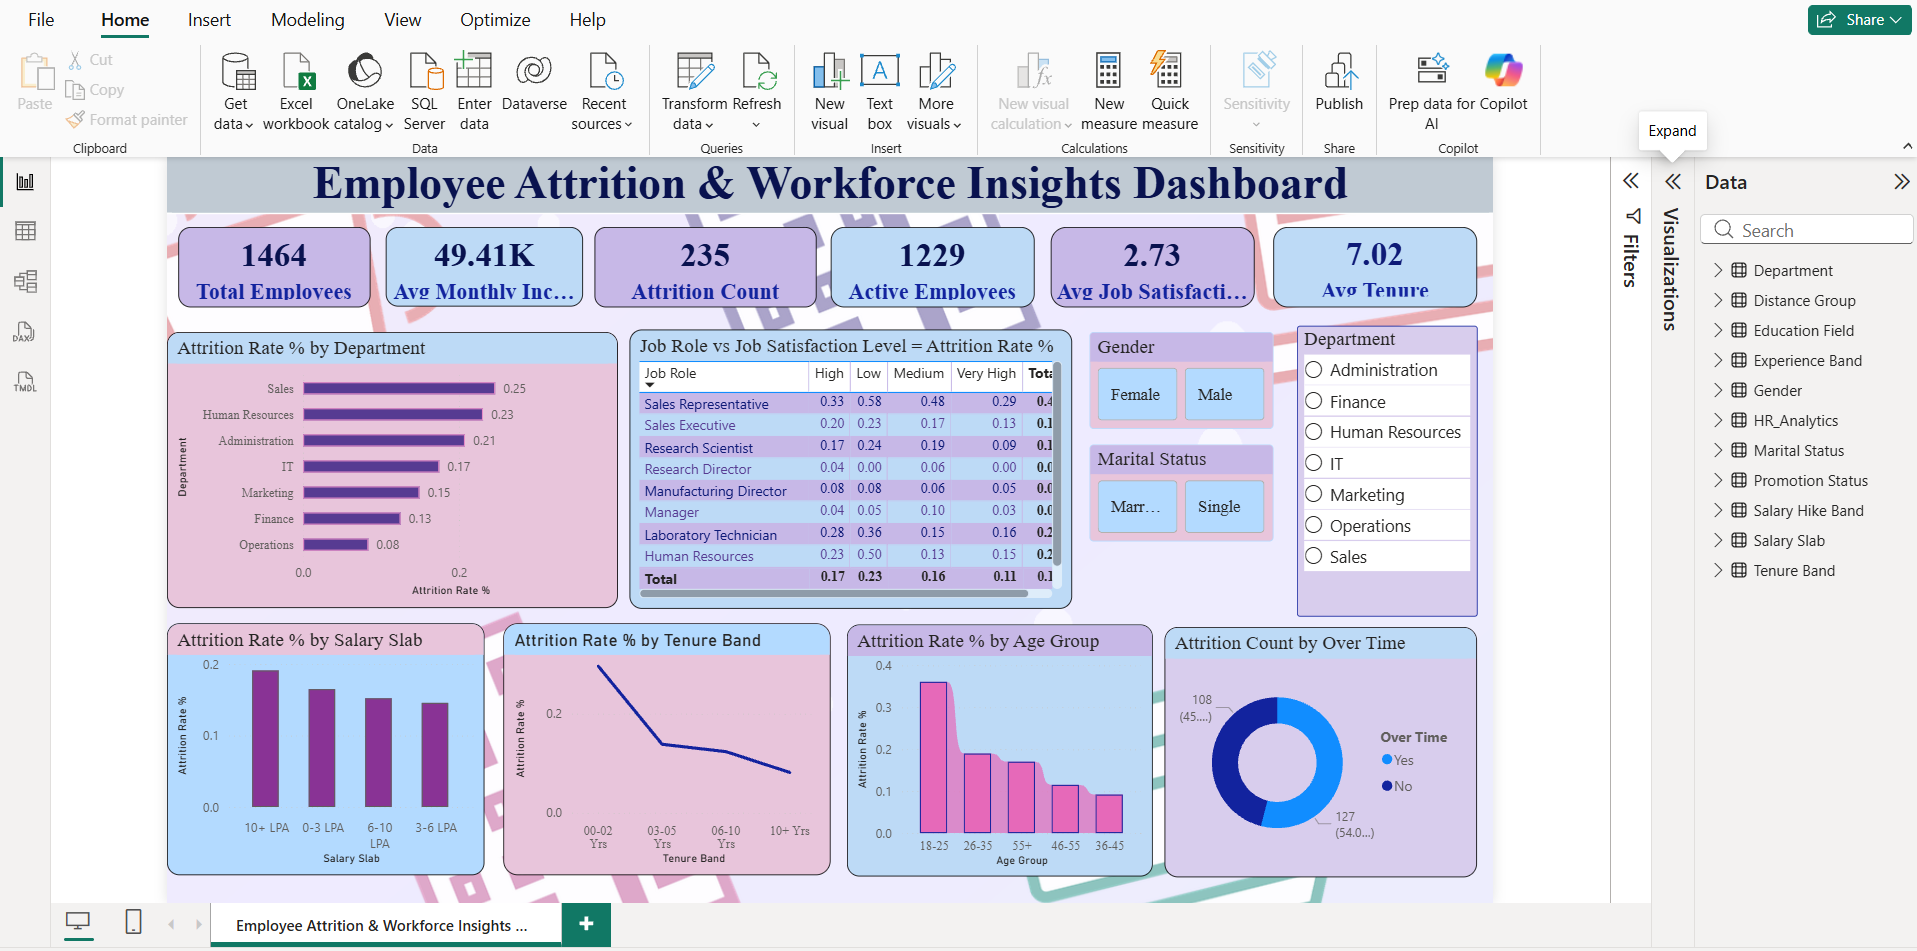 File Home Insert Modeling View Optimize Help Share
Paste Cut Copy Format painter
Get data Excel workbook OneLake catalog SQL Server Enter data Dataverse Recent sources
Transform data Refresh
New visual Text box More visuals
New visual calculation New measure Quick measure
Sensitivity Publish Prep data for AI Copilot
Clipboard Data Queries Insert Calculations Sensitivity Share Copilot
Expand
Employee Attrition & Workforce Insights Dashboard
1464 49.41K 235 1229 2.73 7.02
Total Employees Avg Monthly Inc... Attrition Count Active Employees Avg Job Satisfacti... Avg Tenure
Attrition Rate % by Department
Department
Sales 0.25
Human Resources 0.23
Administration 0.21
IT 0.17
Marketing 0.15
Finance 0.13
Operations 0.08
0.0 0.2
Attrition Rate %
Job Role vs Job Satisfaction Level = Attrition Rate %
Job Role High Low Medium Very High
Sales Representative 0.33 0.58 0.48 0.29
Sales Executive 0.20 0.23 0.17 0.13
Research Scientist 0.17 0.24 0.19 0.09
Research Director 0.04 0.00 0.06 0.00
Manufacturing Director 0.08 0.08 0.06 0.05
Manager 0.04 0.05 0.10 0.03
Laboratory Technician 0.28 0.36 0.15 0.16
Human Resources 0.23 0.50 0.13 0.15
Total 0.17 0.23 0.16 0.11
Gender
Female Male
Marital Status
Marr... Single
Department
Administration
Finance
Human Resources
IT
Marketing
Operations
Sales
Attrition Rate % by Salary Slab
Attrition Rate %
0.2
0.1
0.0
10+ LPA 0-3 LPA 6-10 LPA 3-6 LPA
Salary Slab
Attrition Rate % by Tenure Band
Attrition Rate %
0.2
0.0
00-02 Yrs 03-05 Yrs 06-10 Yrs 10+ Yrs
Tenure Band
Attrition Rate % by Age Group
Attrition Rate %
0.4
0.3
0.2
0.1
0.0
18-25 26-35 55+ 46-55 36-45
Age Group
Attrition Count by Over Time
108
(45....)
127
(54.0...)
Over Time
Yes
No
Filters
Visualizations
Data
Search
Department
Distance Group
Education Field
Experience Band
Gender
HR_Analytics
Marital Status
Promotion Status
Salary Hike Band
Salary Slab
Tenure Band
DAX
TMDL
Employee Attrition & Workforce Insights ...